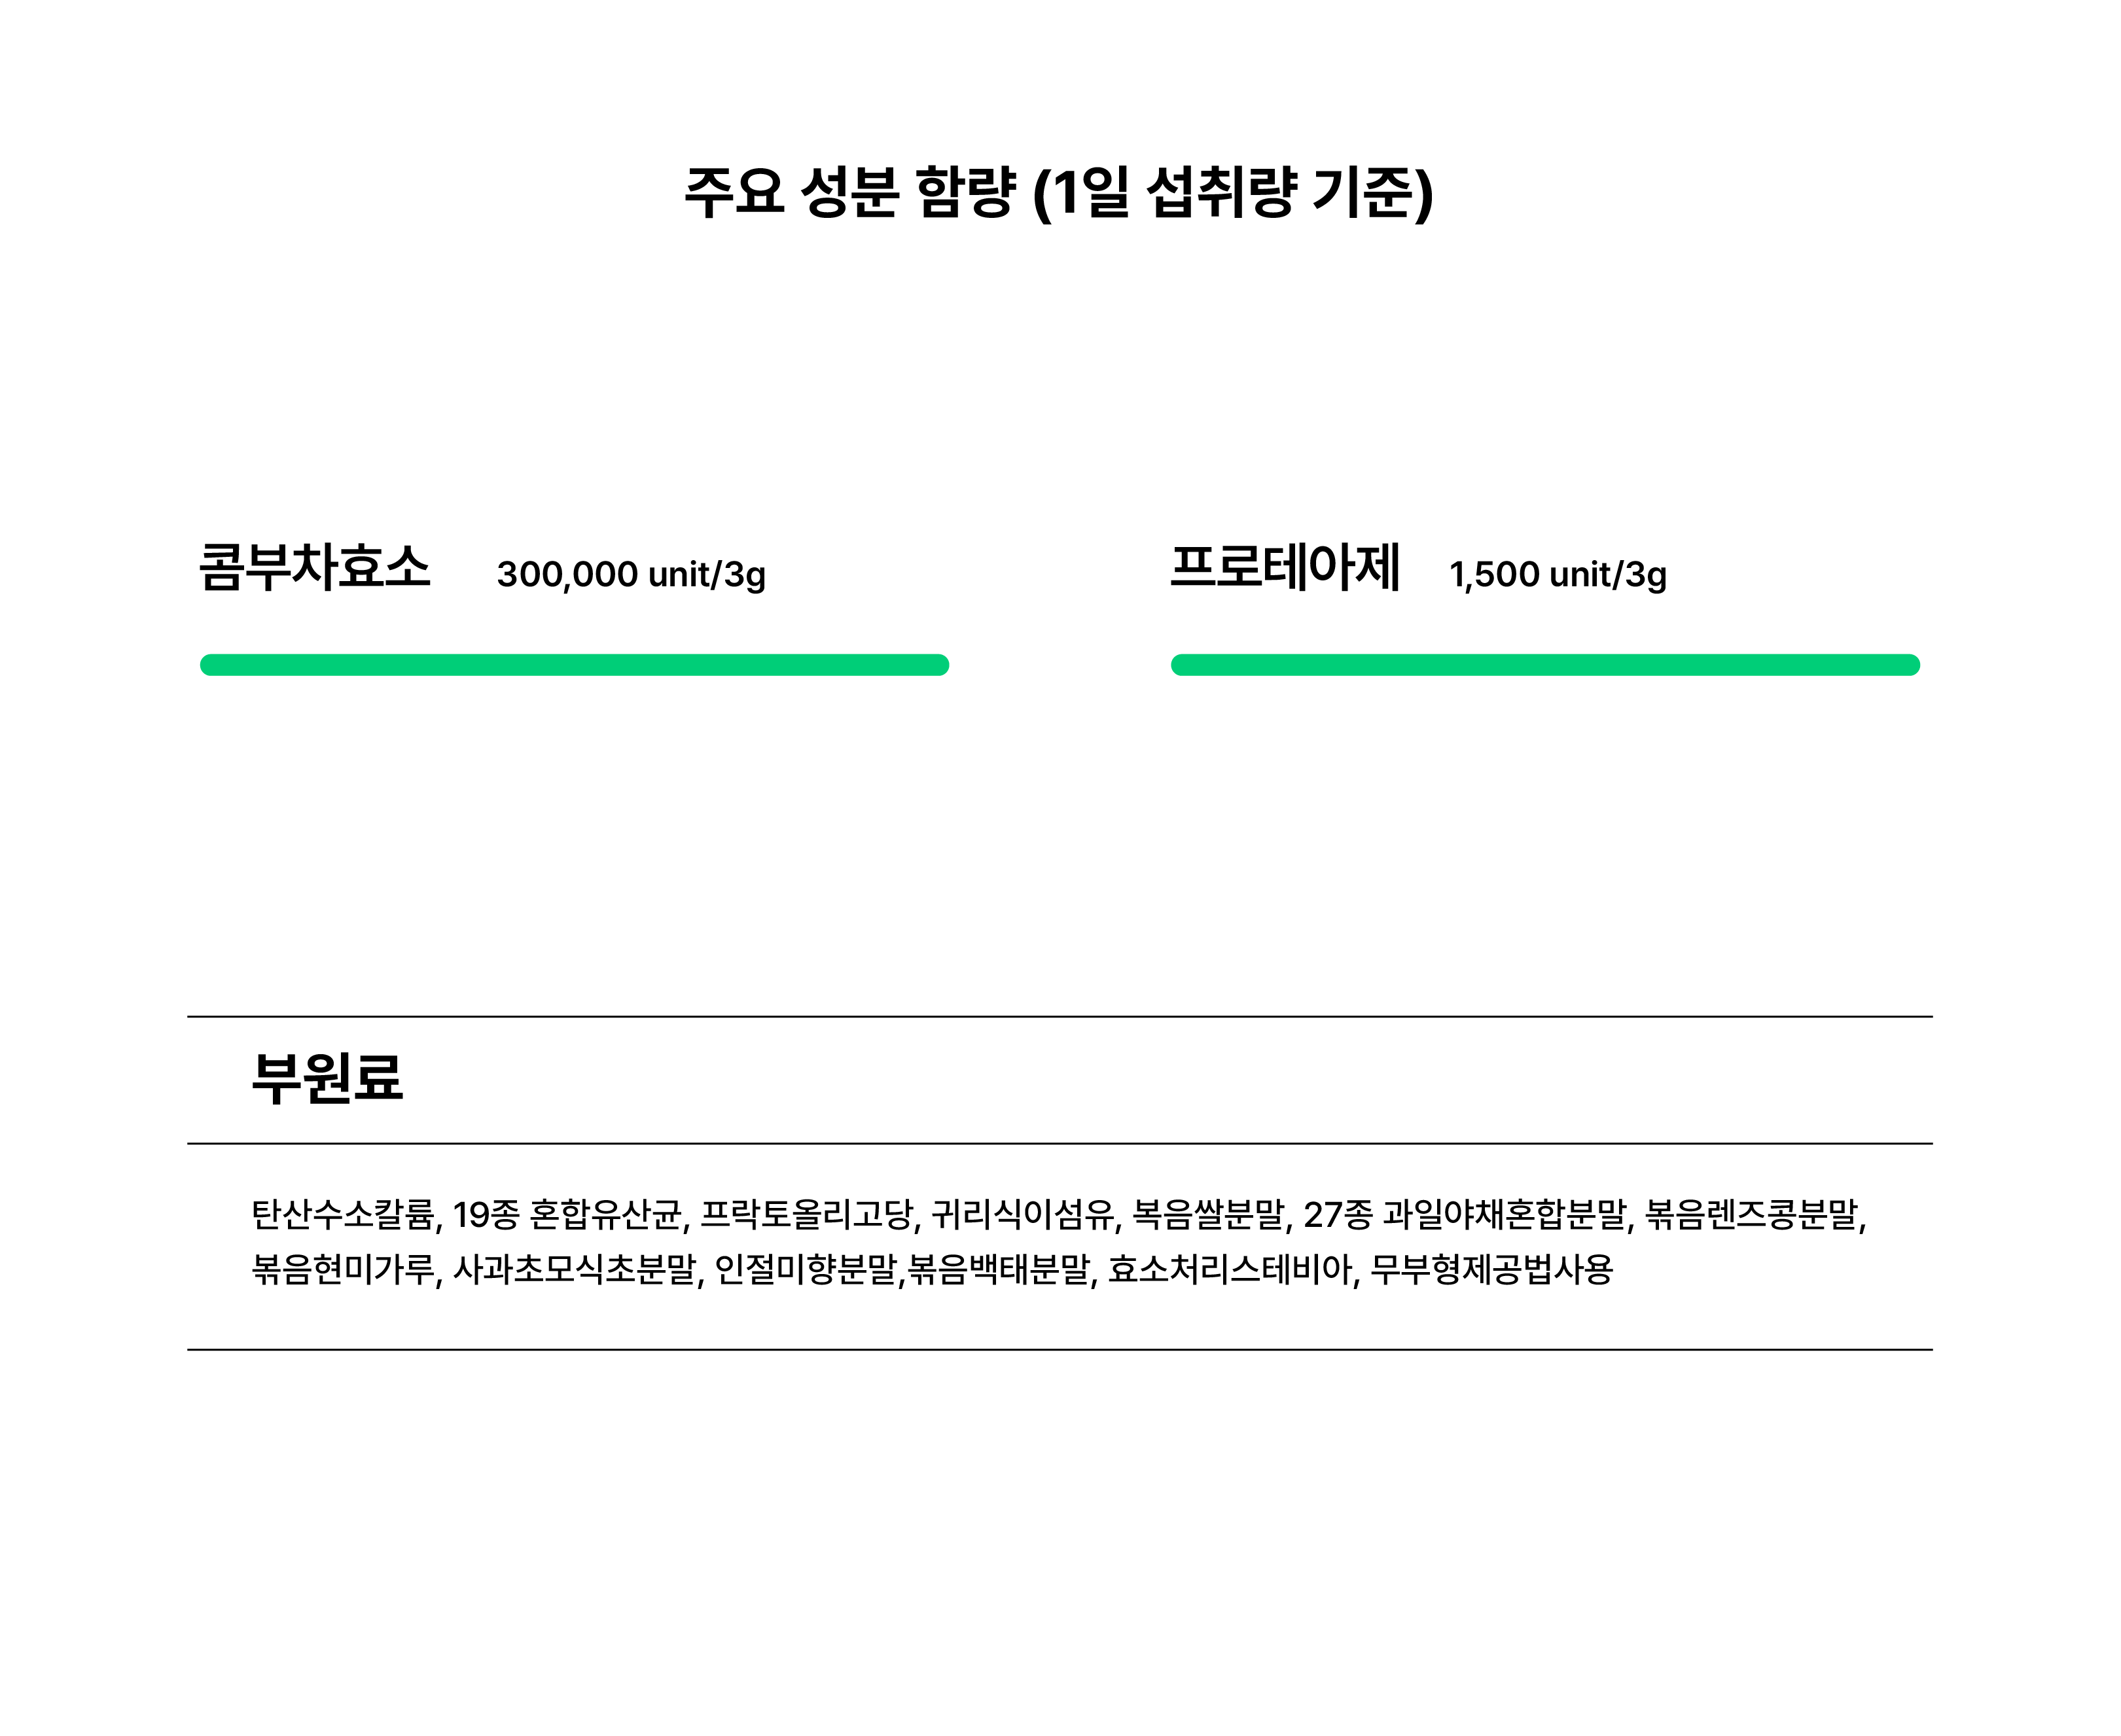 주요 성분 함량 (1일 섭취량 기준)
콤부차효소 300,000 unit/3g
프로테아제 1,500 unit/3g
부원료
탄산수소칼륨, 19종 혼합유산균, 프락토올리고당, 귀리식이섬유, 볶음쌀분말, 27종 과일야채혼합분말, 볶음렌즈콩분말,
볶음현미가루, 사과초모식초분말, 인절미향분말,볶음백태분말, 효소처리스테비아, 무부형제공법사용